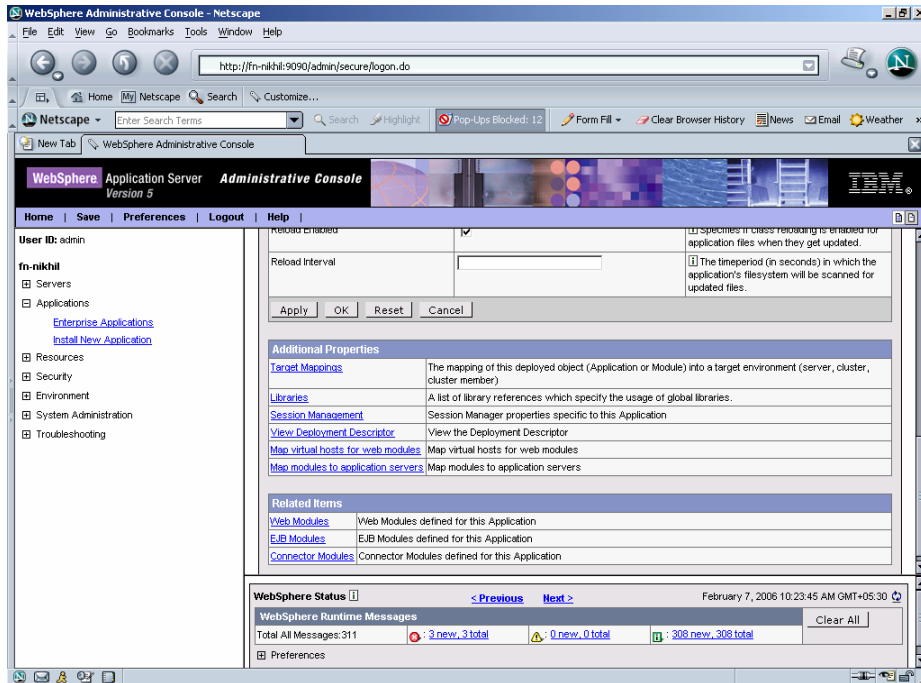 WebSphere Administrative Console - Netscape
File Edit View Go Bookmarks Tools Window Help
http://fn-nikhil:9090/admin/secure/logon.do
Home My Netscape Search Customize...
Netscape Enter Search Terms Search Highlight Pop-Ups Blocked: 12 Form Fill Clear Browser History News Email Weather »
New Tab WebSphere Administrative Console
WebSphere. Application Server Administrative Console
Version 5
IBM.
Home | Save | Preferences | Logout | Help |
User ID: admin
fn-nikhil
Servers
Applications
Enterprise Applications
Install New Application
Resources
Security
Environment
System Administration
Troubleshooting
Reload Enabled Specifies if class reloading is enabled for
application files when they get updated.
Reload Interval The timeperiod (in seconds) in which the
application's filesystem will be scanned for
updated files.
Apply OK Reset Cancel
Additional Properties
Target Mappings The mapping of this deployed object (Application or Module) into a target environment (server, cluster,
cluster member)
Libraries A list of library references which specify the usage of global libraries.
Session Management Session Manager properties specific to this Application
View Deployment Descriptor View the Deployment Descriptor
Map virtual hosts for web modules Map virtual hosts for web modules
Map modules to application servers Map modules to application servers
Related Items
Web Modules Web Modules defined for this Application
EJB Modules EJB Modules defined for this Application
Connector Modules Connector Modules defined for this Application
WebSphere Status < Previous Next > February 7, 2006 10:23:45 AM GMT+05:30
WebSphere Runtime Messages Clear All
Total All Messages:311 : 3 new, 3 total : 0 new, 0 total : 308 new, 308 total
Preferences